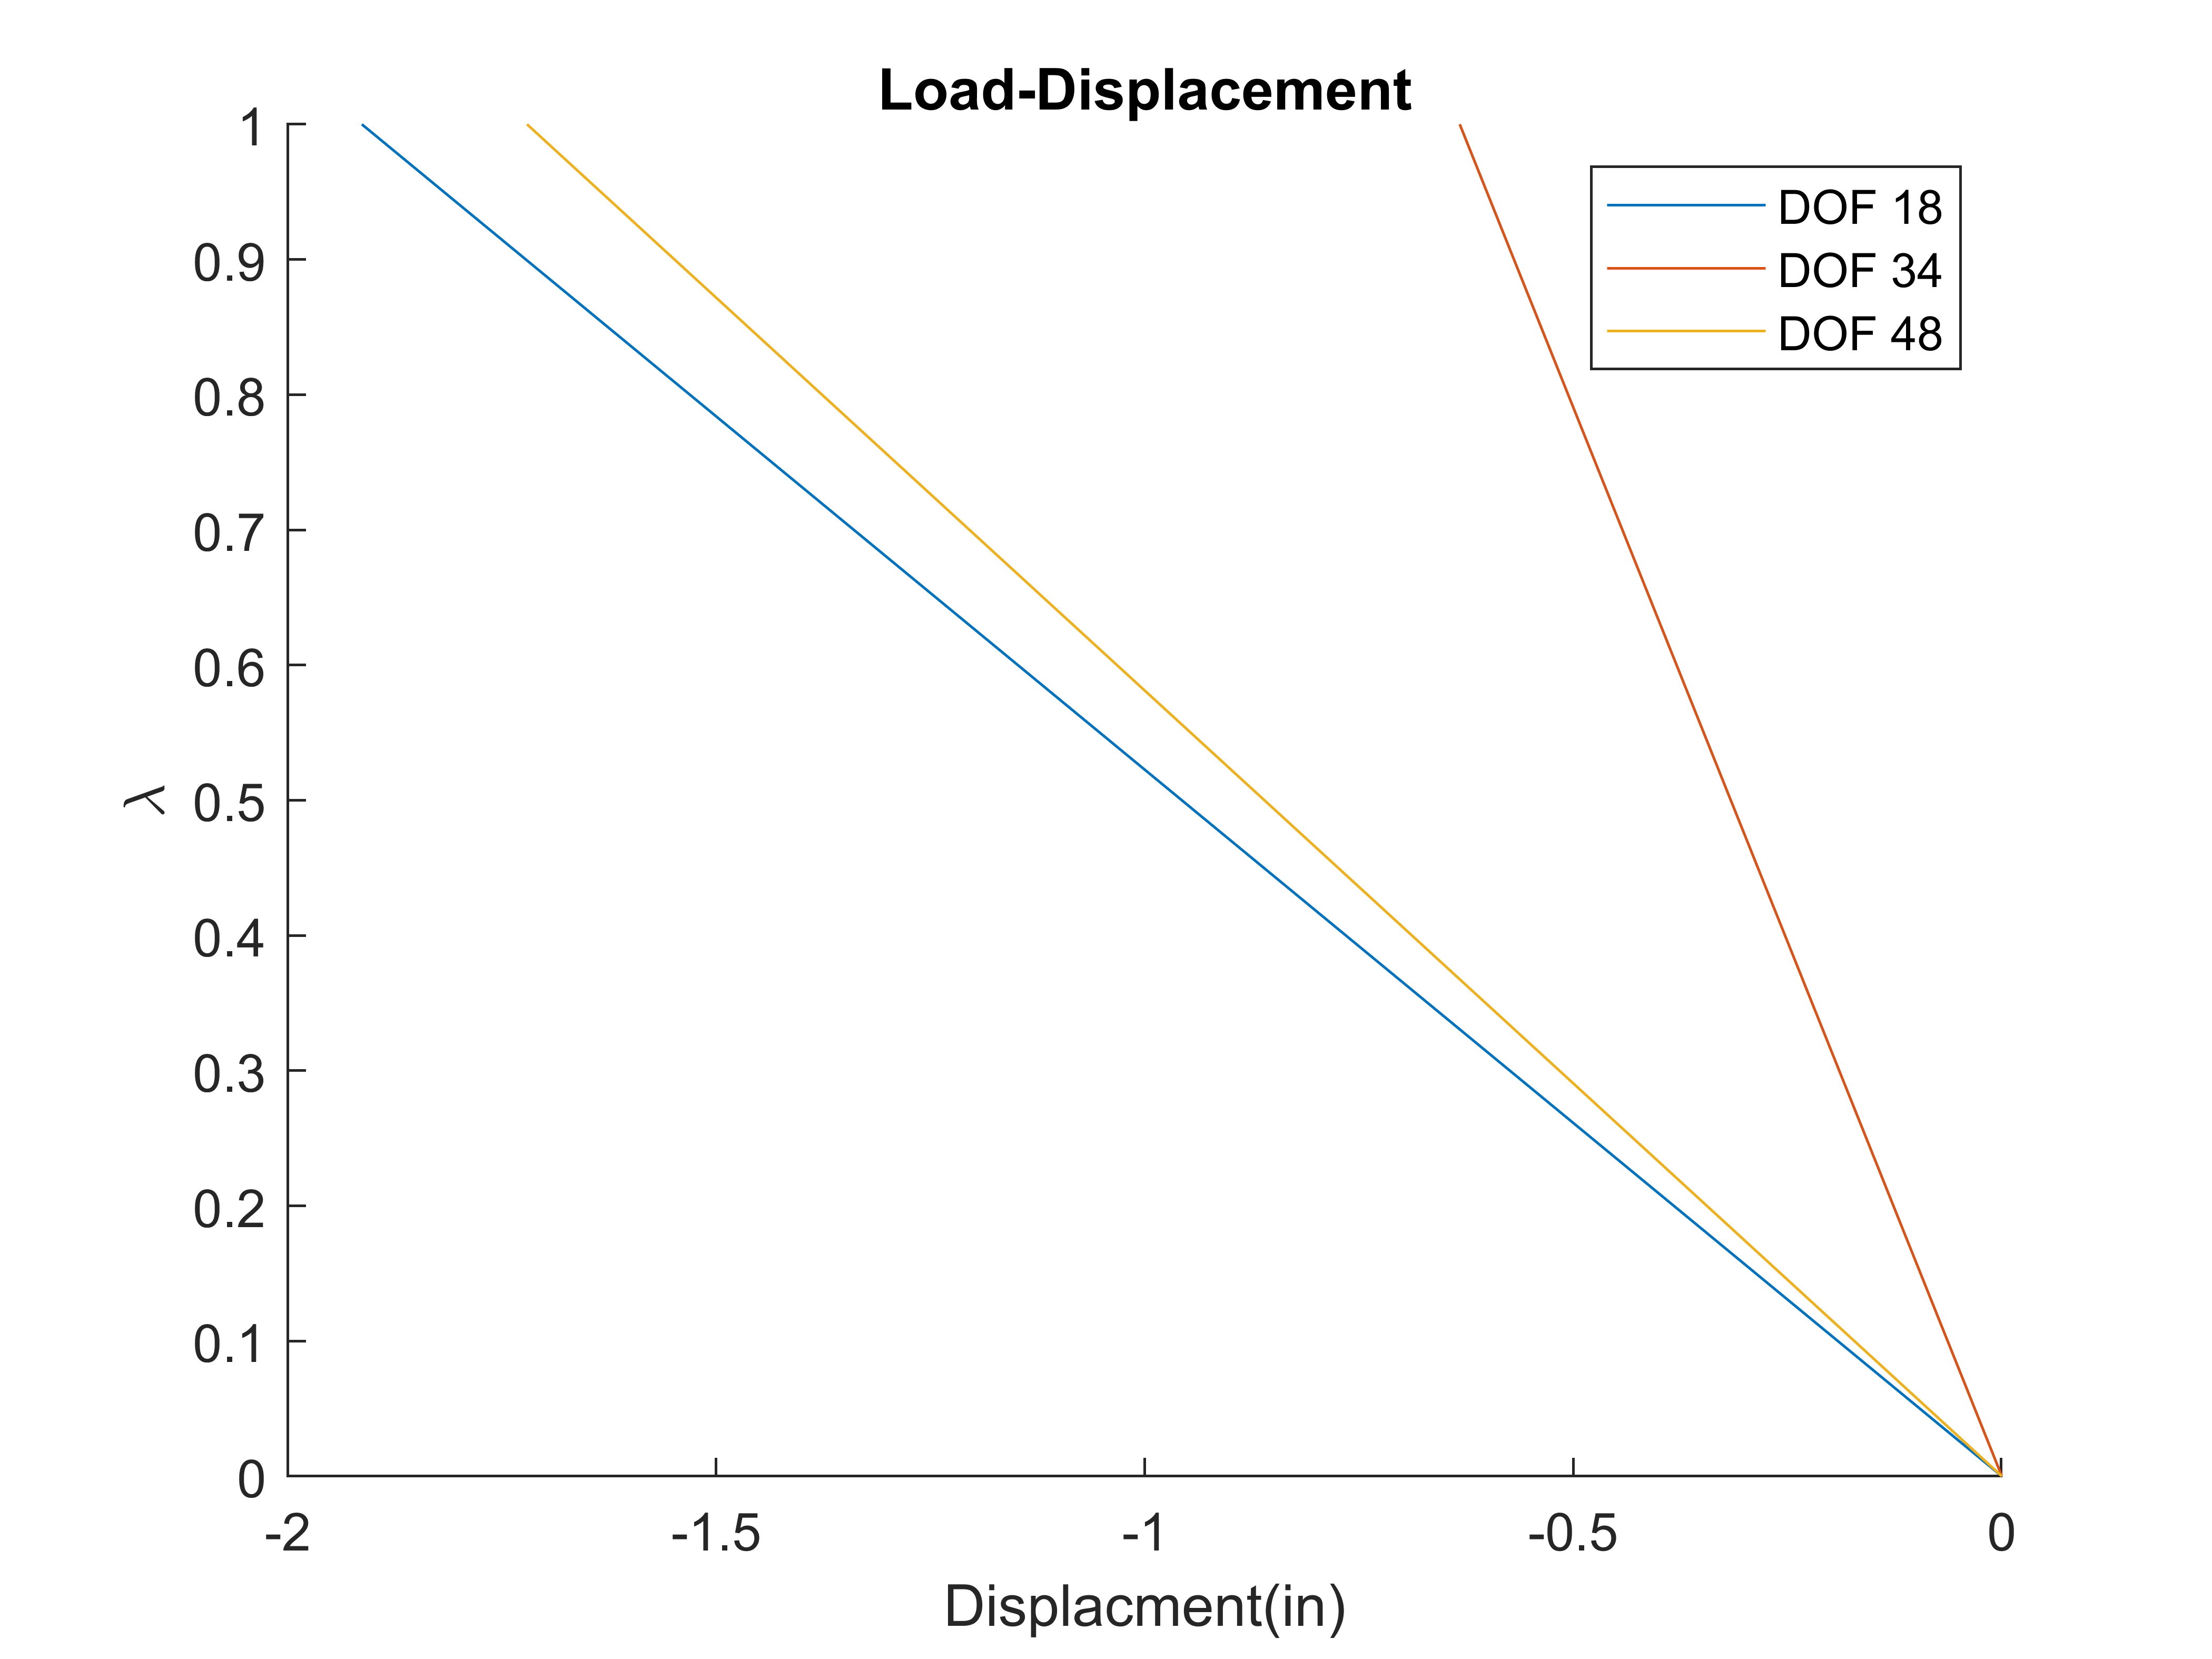 Load-Displacement
1
0.9
0.8
0.7
0.6
0.5
0.4
0.3
0.2
0.1
0
λ
DOF 18
DOF 34
DOF 48
-2 -1.5 -1 -0.5 0
Displacment(in)